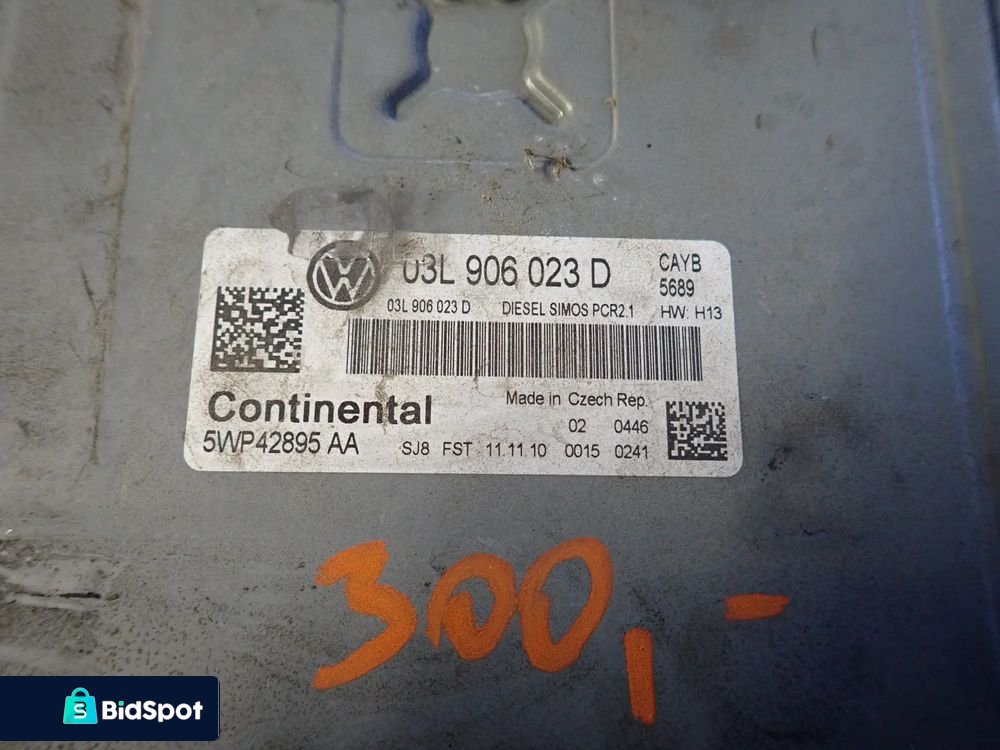 03L 906 023 D
CAYB
5689
03L 906 023 D DIESEL SIMOS PCR2.1 HW: H13
Continental
Made in Czech Rep.
02 0446
5WP42895 AA
SJ8 FST 11.11.10 0015 0241
300,-
BidSpot